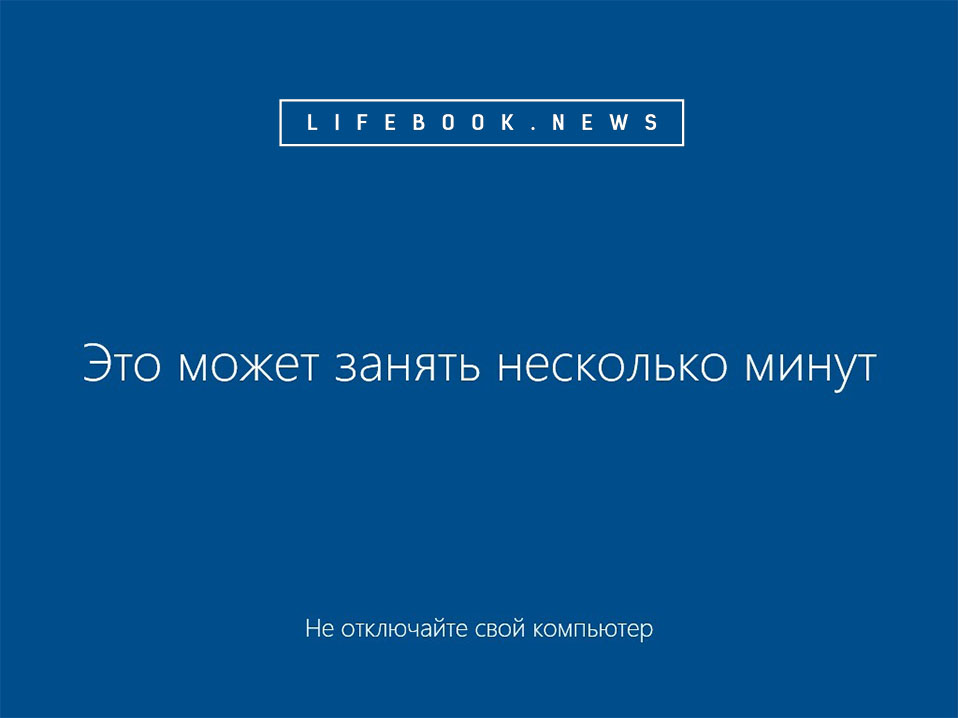 LIFEBOOK.NEWS
Это может занять несколько минут
Не отключайте свой компьютер